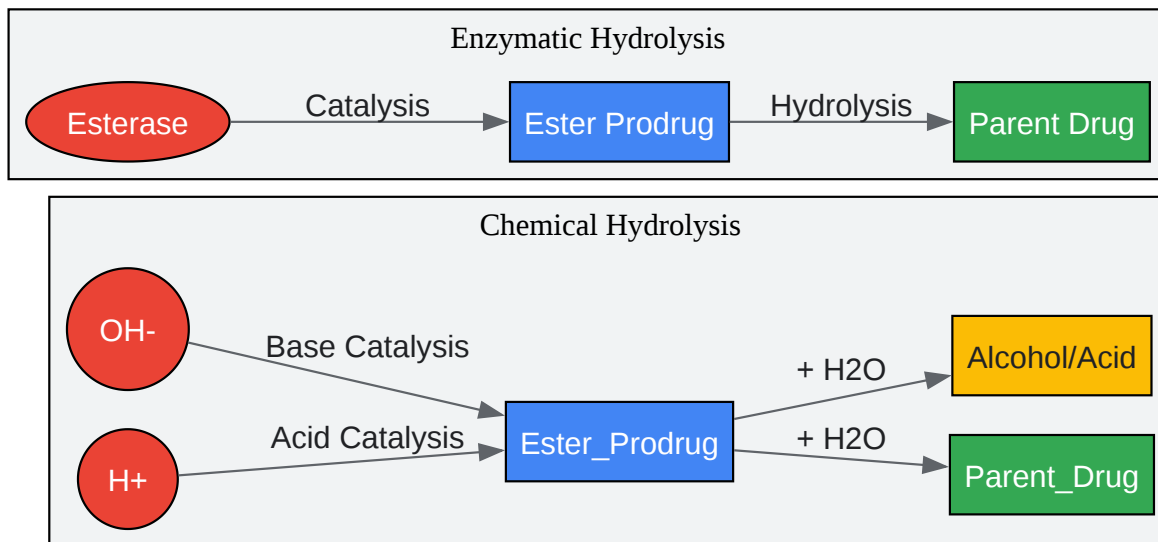 Enzymatic Hydrolysis
Esterase
Catalysis
Ester Prodrug
Hydrolysis
Parent Drug
Chemical Hydrolysis
OH-
Base Catalysis
H+
Acid Catalysis
Ester_Prodrug
+ H2O
Alcohol/Acid
+ H2O
Parent_Drug